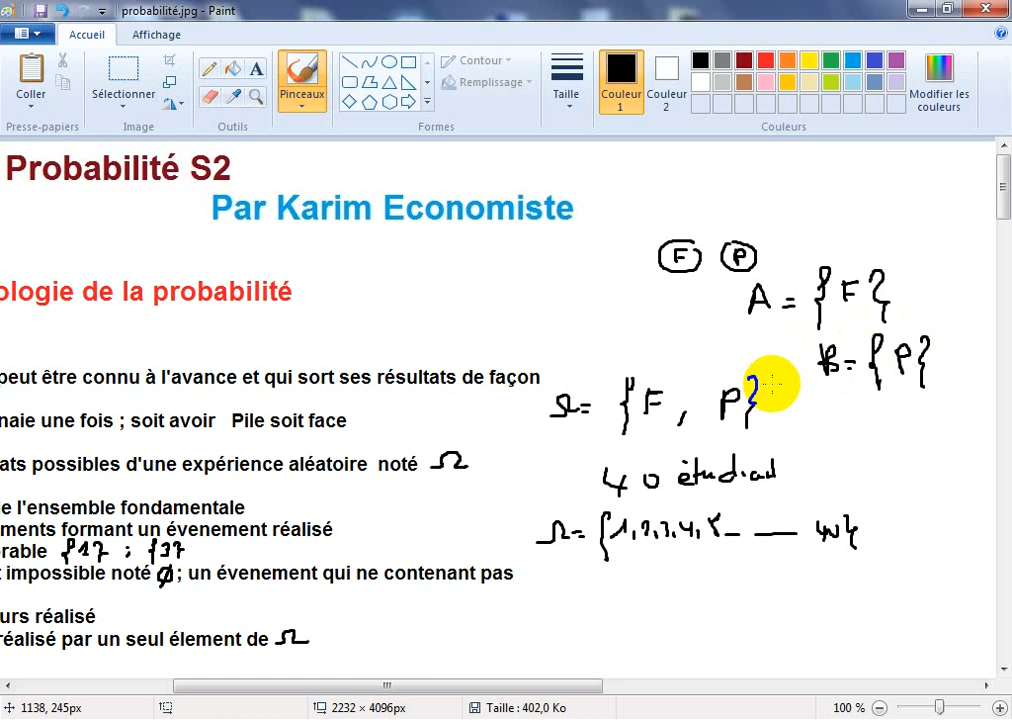 probabilité.jpg - Paint
Accueil Affichage
Coller
Sélectionner
Pinceaux
Contour
Remplissage
Taille
Couleur 1
Couleur 2
Modifier les couleurs
Presse-papiers Image Outils Formes Couleurs
Probabilité S2
Par Karim Economiste
F P
A = {F}
ologie de la probabilité
B = {P}
peut être connu à l'avance et qui sort ses résultats de façon
Ω = {F, P}
naie une fois ; soit avoir Pile soit face
ats possibles d'une expérience aléatoire noté Ω
40 étudiant
e l'ensemble fondamentale
ements formant un évenement réalisé
Ω = {1, 2, 3, 4, 5 _ __ 40}
orable {1} ; {3}
t impossible noté ∅ ; un évenement qui ne contenant pas
urs réalisé
réalisé par un seul élement de Ω
1138, 245px
2232 × 4096px
Taille : 402,0 Ko
100 %